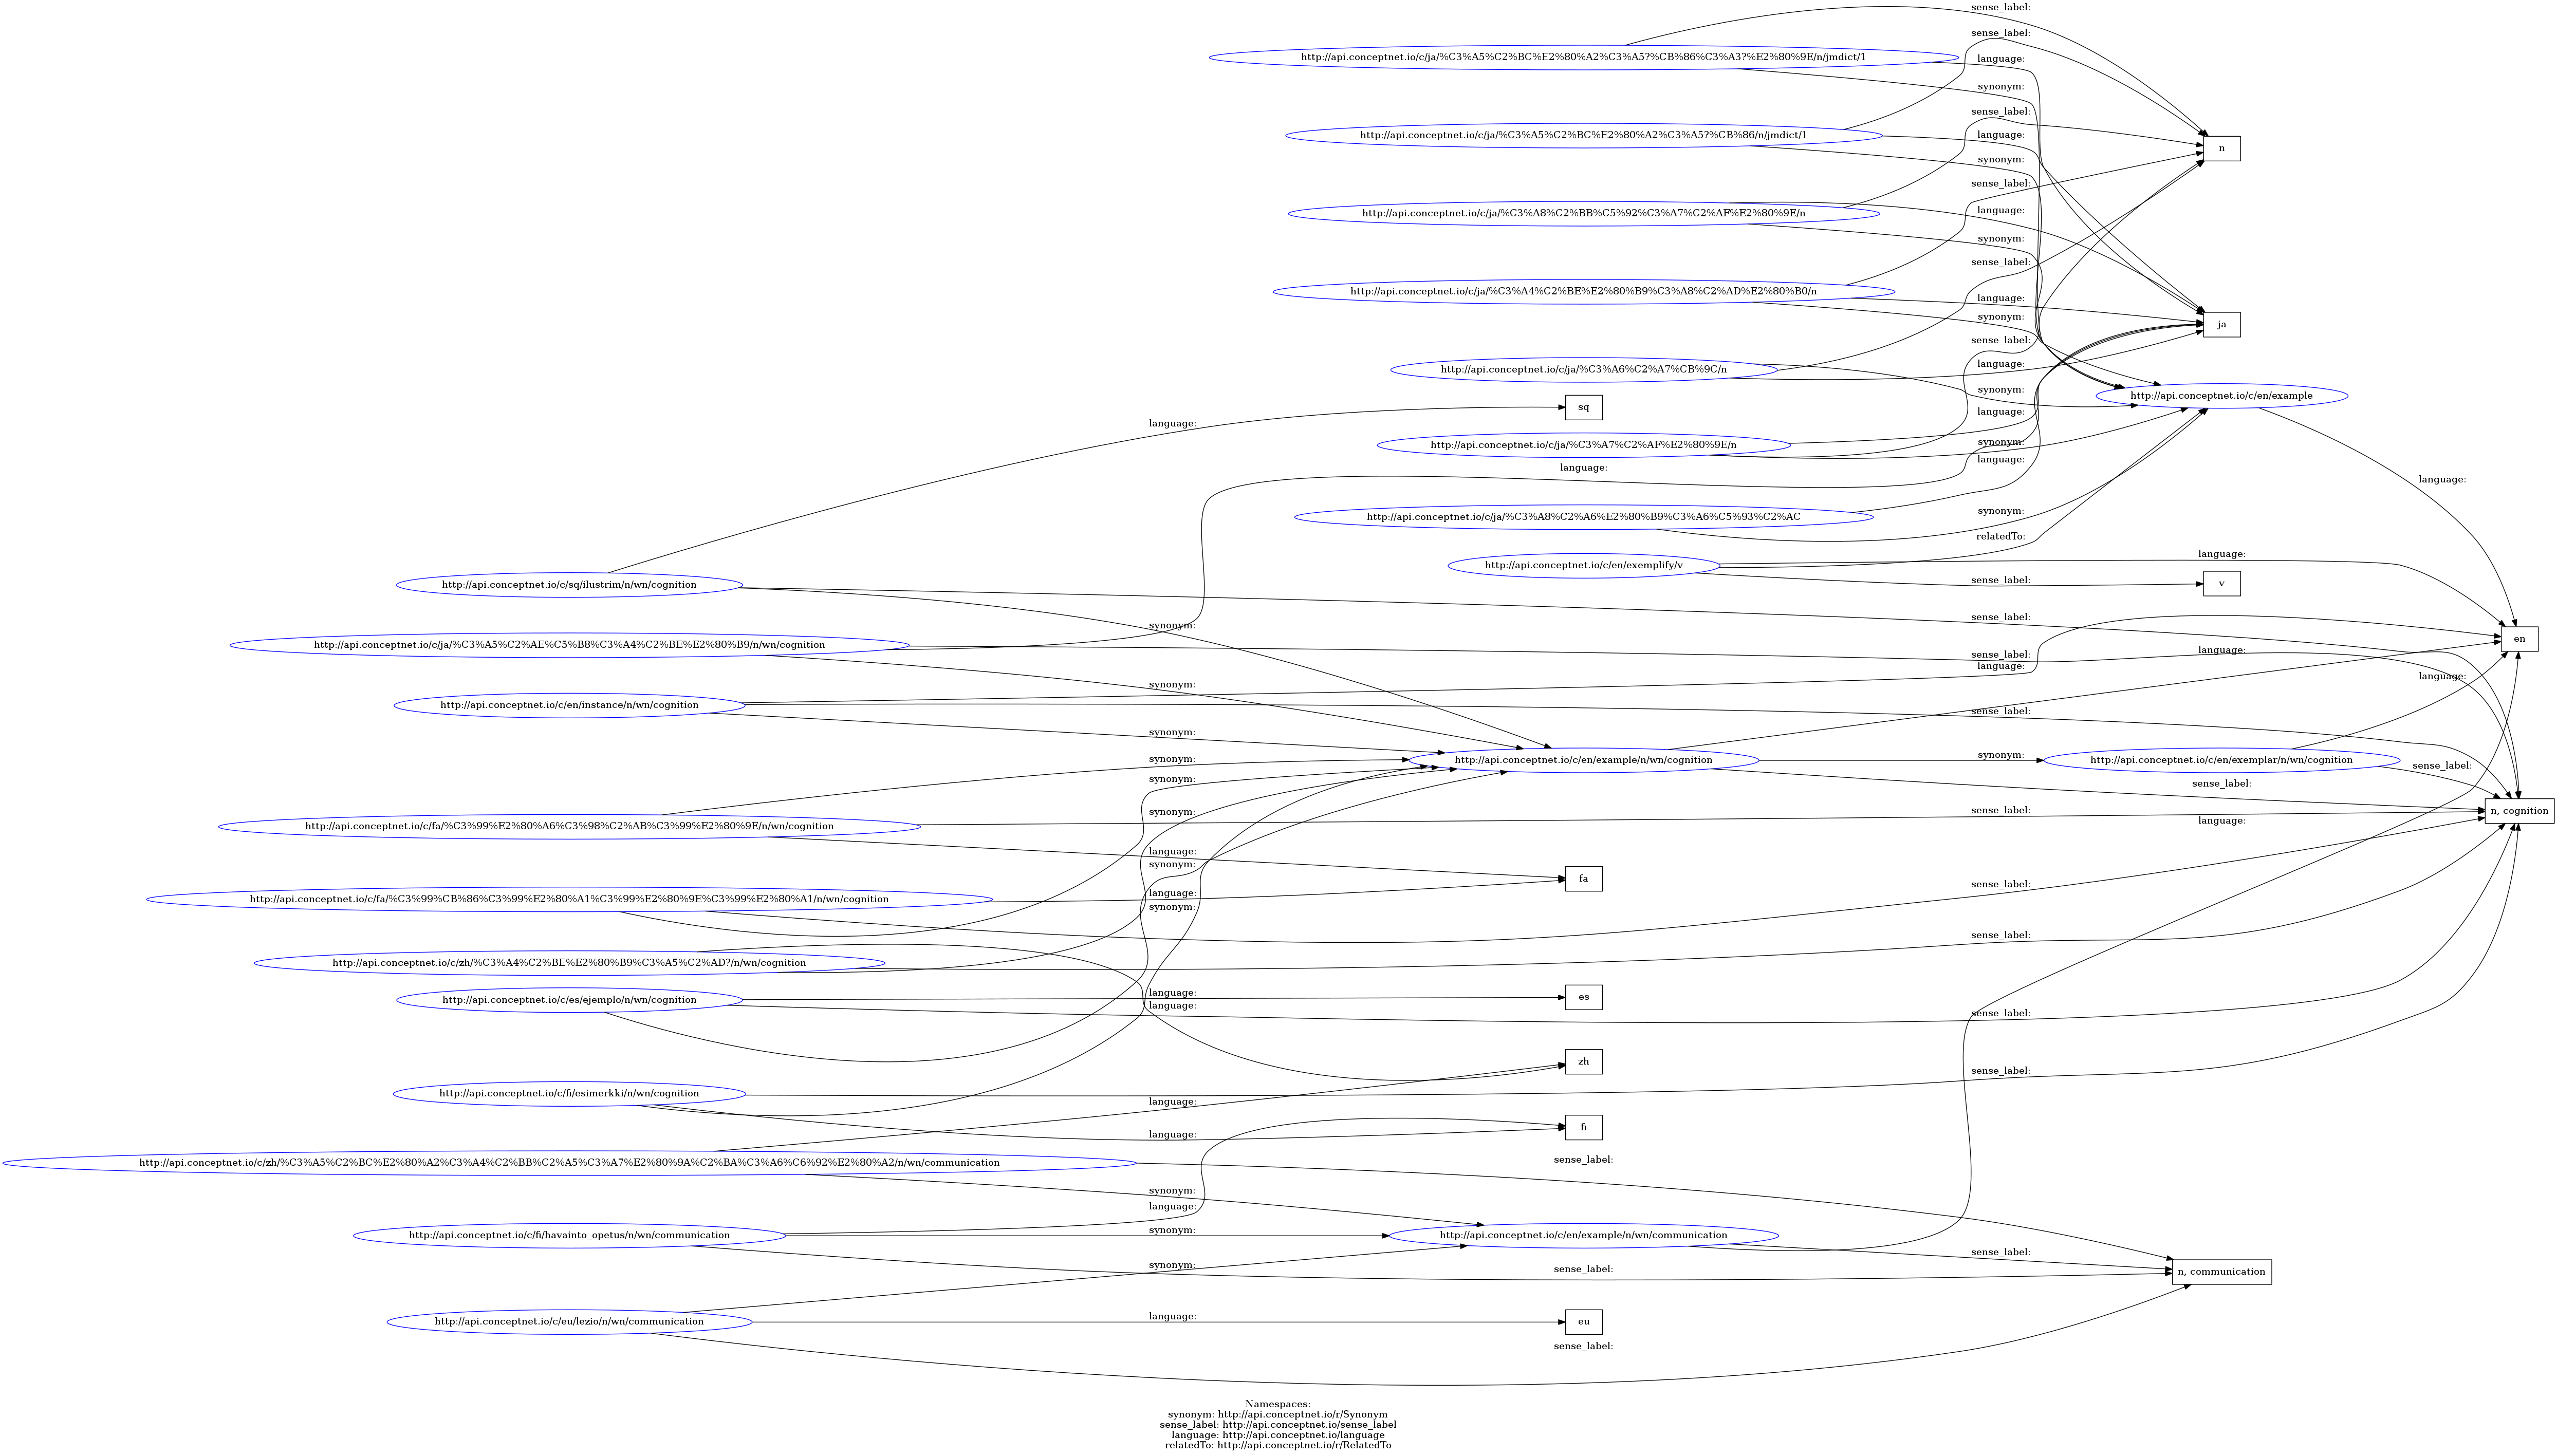 sense_label:
http://api.conceptnet.io/c/ja/%C3%A5%C2%BC%E2%80%A2%C3%A5?%CB%86%C3%A3?%E2%80%9E/n/jmdict/1
sense_label:
language:
synonym:
http://api.conceptnet.io/c/ja/%C3%A5%C2%BC%E2%80%A2%C3%A5?%CB%86/n/jmdict/1
sense_label:
language:
n
synonym:
sense_label:
http://api.conceptnet.io/c/ja/%C3%A8%C2%BB%C5%92%C3%A7%C2%AF%E2%80%9E/n
language:
synonym:
sense_label:
http://api.conceptnet.io/c/ja/%C3%A4%C2%BE%E2%80%B9%C3%A8%C2%AD%E2%80%B0/n
language:
synonym:
ja
sense_label:
language:
http://api.conceptnet.io/c/ja/%C3%A6%C2%A7%CB%9C/n
synonym:
http://api.conceptnet.io/c/en/example
sq
language:
language:
http://api.conceptnet.io/c/ja/%C3%A7%C2%AF%E2%80%9E/n
synonym:
language:
language:
language:
http://api.conceptnet.io/c/ja/%C3%A8%C2%A6%E2%80%B9%C3%A6%C5%93%C2%AC
synonym:
relatedTo:
http://api.conceptnet.io/c/en/exemplify/v
language:
sense_label:
v
http://api.conceptnet.io/c/sq/ilustrim/n/wn/cognition
sense_label:
synonym:
en
http://api.conceptnet.io/c/ja/%C3%A5%C2%AE%C5%B8%C3%A4%C2%BE%E2%80%B9/n/wn/cognition
language:
sense_label:
language:
language:
synonym:
http://api.conceptnet.io/c/en/instance/n/wn/cognition
sense_label:
synonym:
synonym:
http://api.conceptnet.io/c/en/example/n/wn/cognition
synonym:
http://api.conceptnet.io/c/en/exemplar/n/wn/cognition
sense_label:
synonym:
sense_label:
synonym:
sense_label:
n, cognition
language:
http://api.conceptnet.io/c/fa/%C3%99%E2%80%A6%C3%98%C2%AB%C3%99%E2%80%9E/n/wn/cognition
language:
synonym:
fa
sense_label:
language:
http://api.conceptnet.io/c/fa/%C3%99%CB%86%C3%99%E2%80%A1%C3%99%E2%80%9E%C3%99%E2%80%A1/n/wn/cognition
synonym:
sense_label:
http://api.conceptnet.io/c/zh/%C3%A4%C2%BE%E2%80%B9%C3%A5%C2%AD?/n/wn/cognition
language:
es
http://api.conceptnet.io/c/es/ejemplo/n/wn/cognition
language:
sense_label:
zh
sense_label:
http://api.conceptnet.io/c/fi/esimerkki/n/wn/cognition
language:
fi
language:
sense_label:
http://api.conceptnet.io/c/zh/%C3%A5%C2%BC%E2%80%A2%C3%A4%C2%BB%C2%A5%C3%A7%E2%80%9A%C2%BA%C3%A6%C6%92%E2%80%A2/n/wn/communication
synonym:
language:
synonym:
http://api.conceptnet.io/c/fi/havainto_opetus/n/wn/communication
http://api.conceptnet.io/c/en/example/n/wn/communication
sense_label:
synonym:
sense_label:
n, communication
language:
http://api.conceptnet.io/c/eu/lezio/n/wn/communication
eu
sense_label:
Namespaces:
synonym: http://api.conceptnet.io/r/Synonym
sense_label: http://api.conceptnet.io/sense_label
language: http://api.conceptnet.io/language
relatedTo: http://api.conceptnet.io/r/RelatedTo